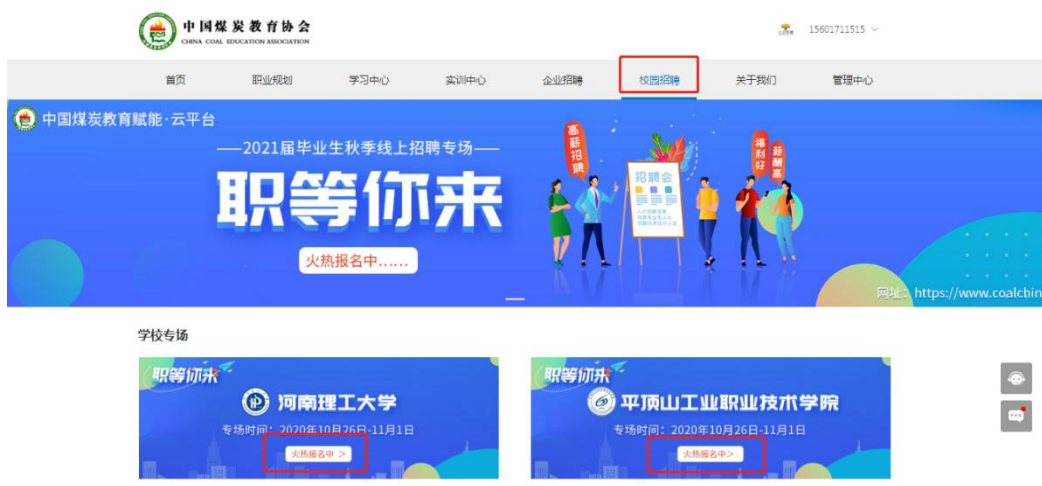 中国煤炭教育协会
CHINA COAL EDUCATION ASSOCIATION
15601711515
首页 职业规划 学习中心 实训中心 企业招聘 校园招聘 关于我们 管理中心
中国煤炭教育赋能·云平台
——2021届毕业生秋季线上招聘专场——
职等你来
火热报名中……
高薪招聘
招聘会
福利好
薪酬高
网址：https://www.coalcbin
学校专场
职等你来
河南理工大学
专场时间：2020年10月26日-11月1日
火热报名中 >
职等你来
平顶山工业职业技术学院
专场时间：2020年10月26日-11月1日
火热报名中>